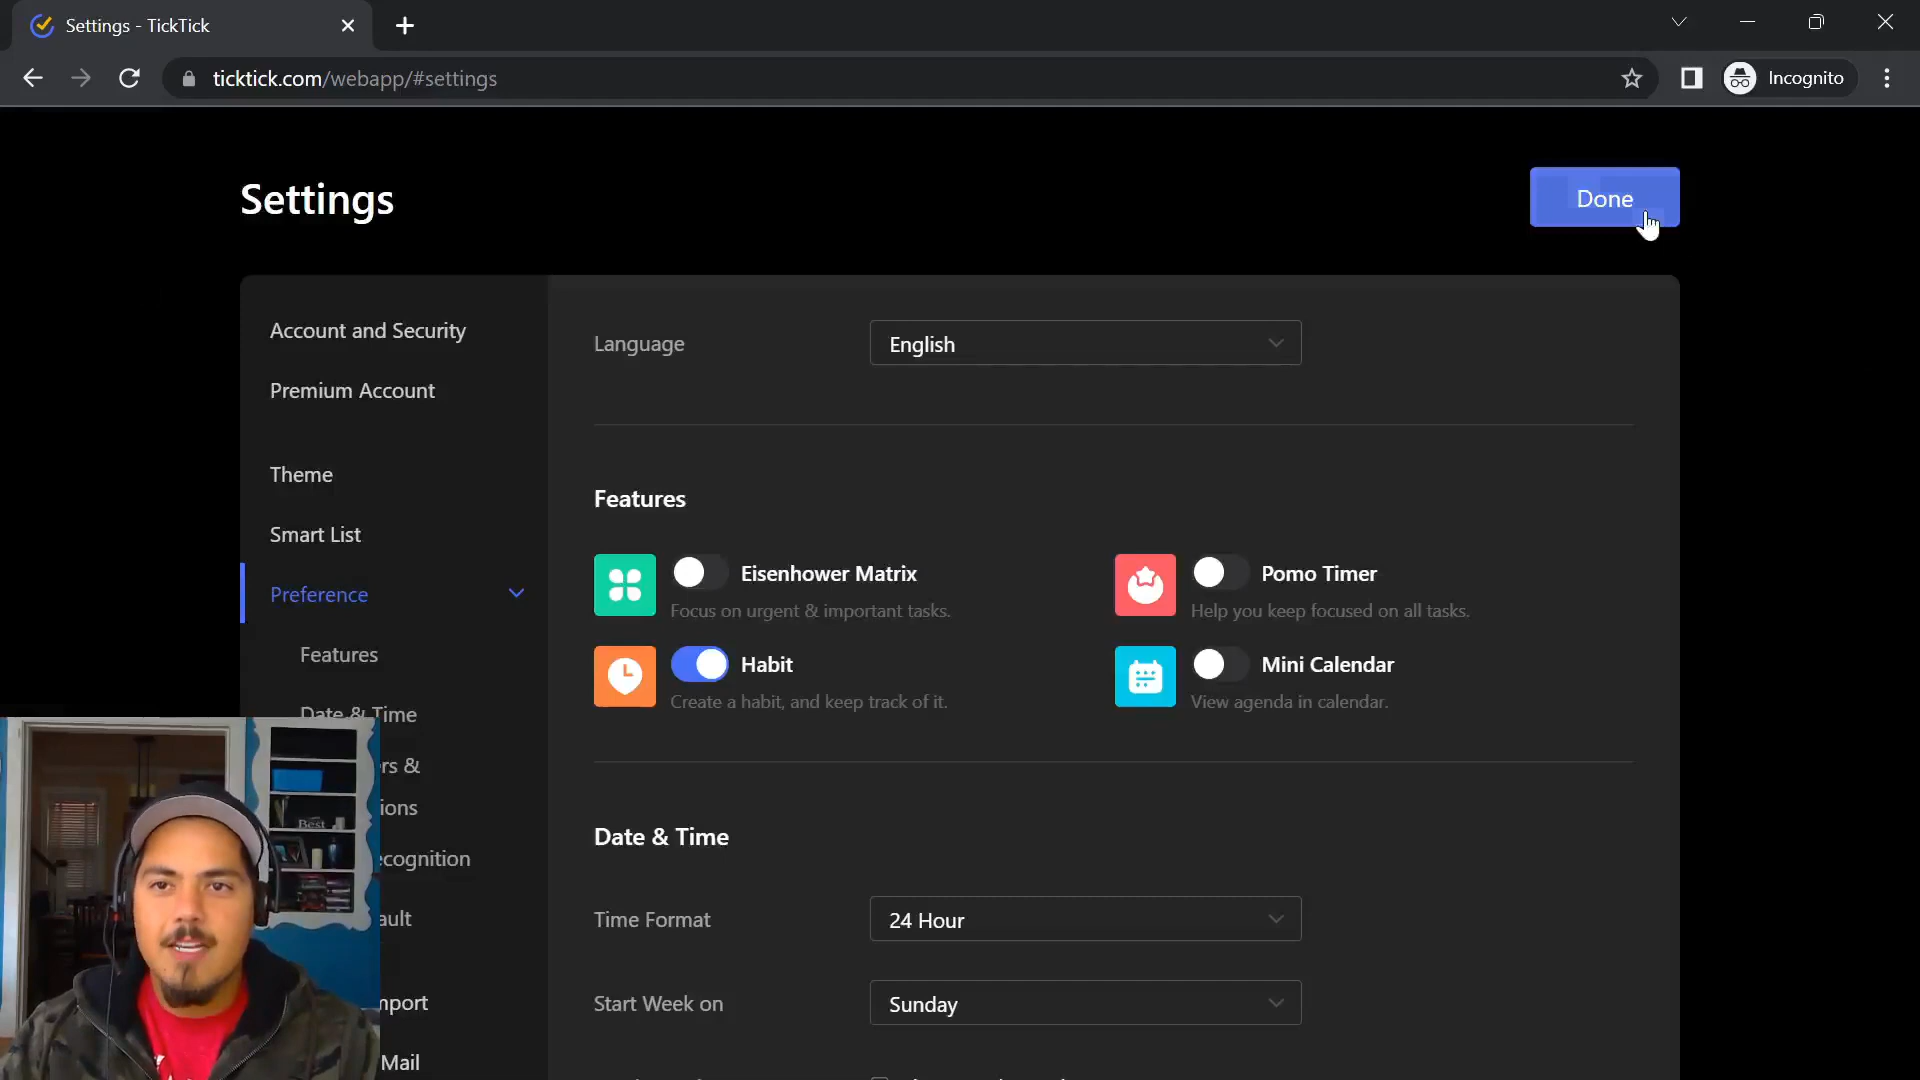 Settings - TickTick
ticktick.com/webapp/#settings
Incognito
Settings
Done
Account and Security
Premium Account
Theme
Smart List
Preference
Features
Date & Time
rs &
ions
ecognition
ault
mport
Mail
Language
English
Features
Eisenhower Matrix
Focus on urgent & important tasks.
Pomo Timer
Help you keep focused on all tasks.
Habit
Create a habit, and keep track of it.
Mini Calendar
View agenda in calendar.
Date & Time
Time Format
24 Hour
Start Week on
Sunday
Best